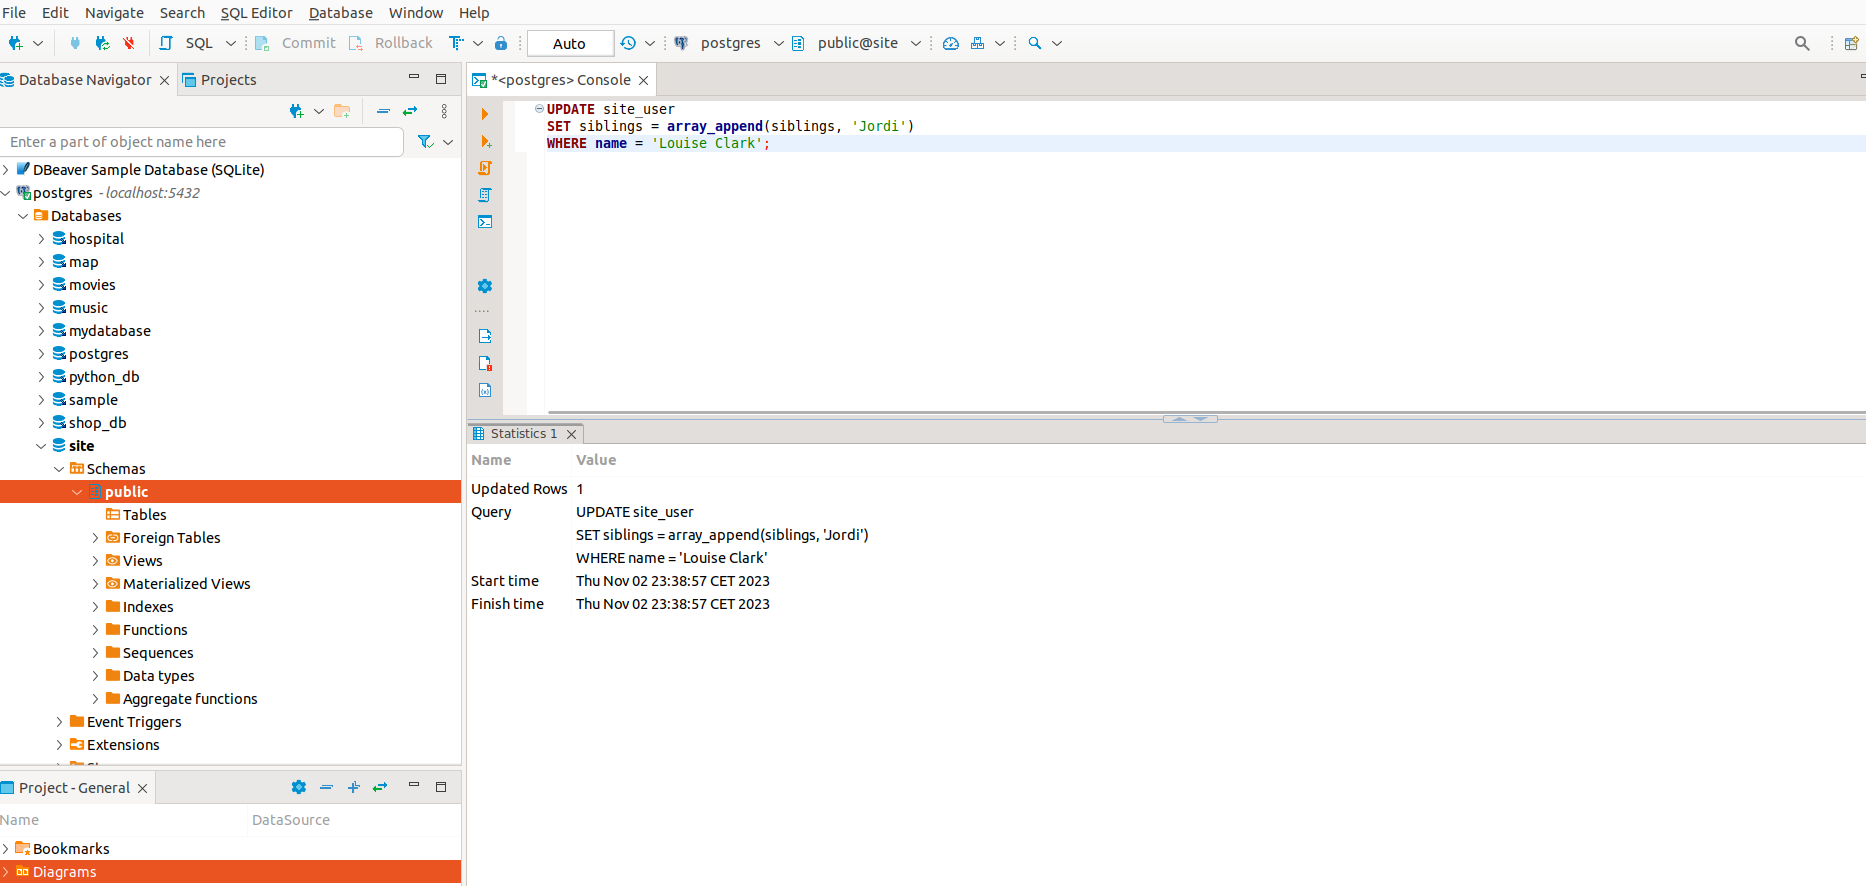 File Edit Navigate Search SQL Editor Database Window Help
SQL Commit Rollback Auto postgres public@site
Database Navigator Projects
Enter a part of object name here
DBeaver Sample Database (SQLite)
postgres - localhost:5432
Databases
hospital
map
movies
music
mydatabase
postgres
python_db
sample
shop_db
site
Schemas
public
Tables
Foreign Tables
Views
Materialized Views
Indexes
Functions
Sequences
Data types
Aggregate functions
Event Triggers
Extensions
Project - General
Name DataSource
Bookmarks
Diagrams
*<postgres> Console
UPDATE site_user
SET siblings = array_append(siblings, 'Jordi')
WHERE name = 'Louise Clark';
Statistics 1
Name Value
Updated Rows 1
Query UPDATE site_user
SET siblings = array_append(siblings, 'Jordi')
WHERE name = 'Louise Clark'
Start time Thu Nov 02 23:38:57 CET 2023
Finish time Thu Nov 02 23:38:57 CET 2023